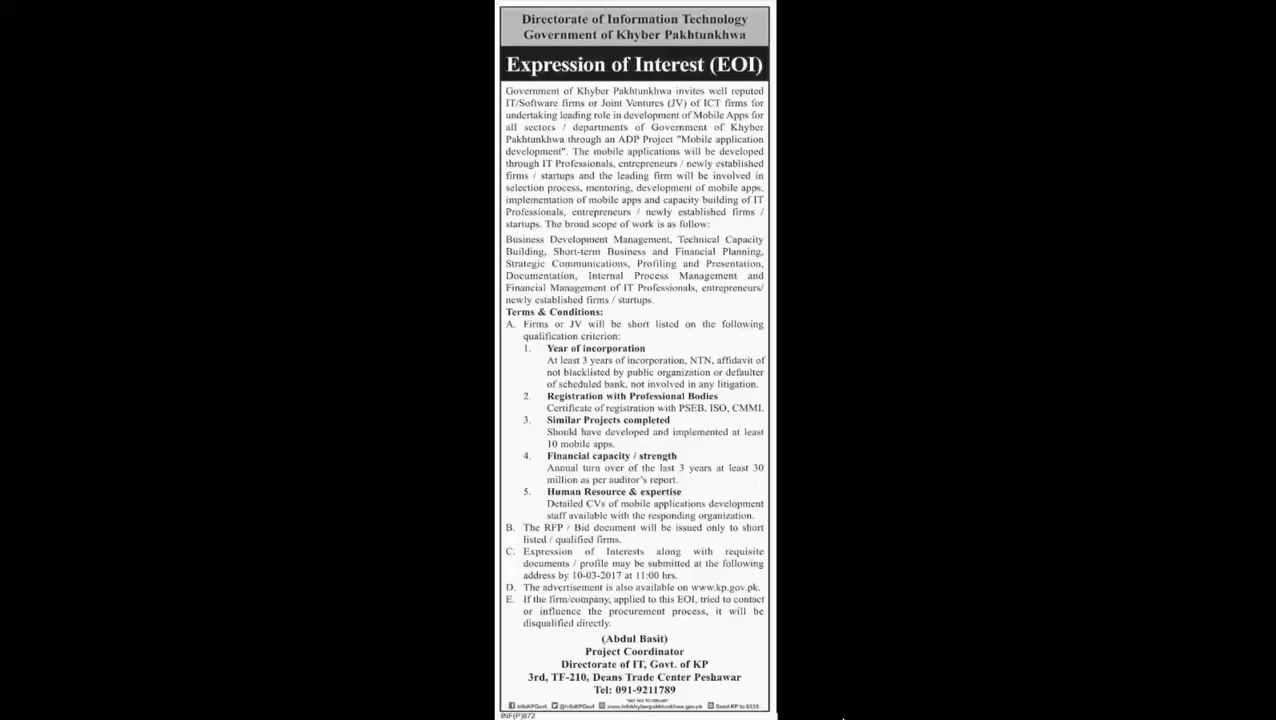 Directorate of Information Technology
Government of Khyber Pakhtunkhwa
Expression of Interest (EOI)
Government of Khyber Pakhtunkhwa invites well reputed
IT/Software firms or Joint Ventures (JV) of ICT firms for
undertaking leading role in development of Mobile Apps for
all sectors / departments of Government of Khyber
Pakhtunkhwa through an ADP Project "Mobile application
development". The mobile applications will be developed
through IT Professionals, entrepreneurs / newly established
firms / startups and the leading firm will be involved in
selection process, mentoring, development of mobile apps,
implementation of mobile apps and capacity building of IT
Professionals, entrepreneurs / newly established firms /
startups. The broad scope of work is as follow:
Business Development Management, Technical Capacity
Building, Short-term Business and Financial Planning,
Strategic Communications, Profiling and Presentation,
Documentation, Internal Process Management and
Financial Management of IT Professionals, entrepreneurs/
newly established firms / startups.
Terms & Conditions:
A. Firms or JV will be short listed on the following
qualification criterion:
1. Year of incorporation
At least 3 years of incorporation, NTN, affidavit of
not blacklisted by public organization or defaulter
of scheduled bank, not involved in any litigation.
2. Registration with Professional Bodies
Certificate of registration with PSEB, ISO, CMMI.
3. Similar Projects completed
Should have developed and implemented at least
10 mobile apps.
4. Financial capacity / strength
Annual turn over of the last 3 years at least 30
million as per auditor's report.
5. Human Resource & expertise
Detailed CVs of mobile applications development
staff available with the responding organization.
B. The RFP / Bid document will be issued only to short
listed / qualified firms.
C. Expression of Interests along with requisite
documents / profile may be submitted at the following
address by 10-03-2017 at 11:00 hrs.
D. The advertisement is also available on www.kp.gov.pk.
E. If the firm/company, applied to this EOI, tried to contact
or influence the procurement process, it will be
disqualified directly.
(Abdul Basit)
Project Coordinator
Directorate of IT, Govt. of KP
3rd, TF-210, Deans Trade Center Peshawar
Tel: 091-9211789
"SAY NO TO DRUGS"
InfoKPGovt @InfoKPGovt www.infokhyberpakhtunkhwa.gov.pk Send KP to 8333
INF(P)872